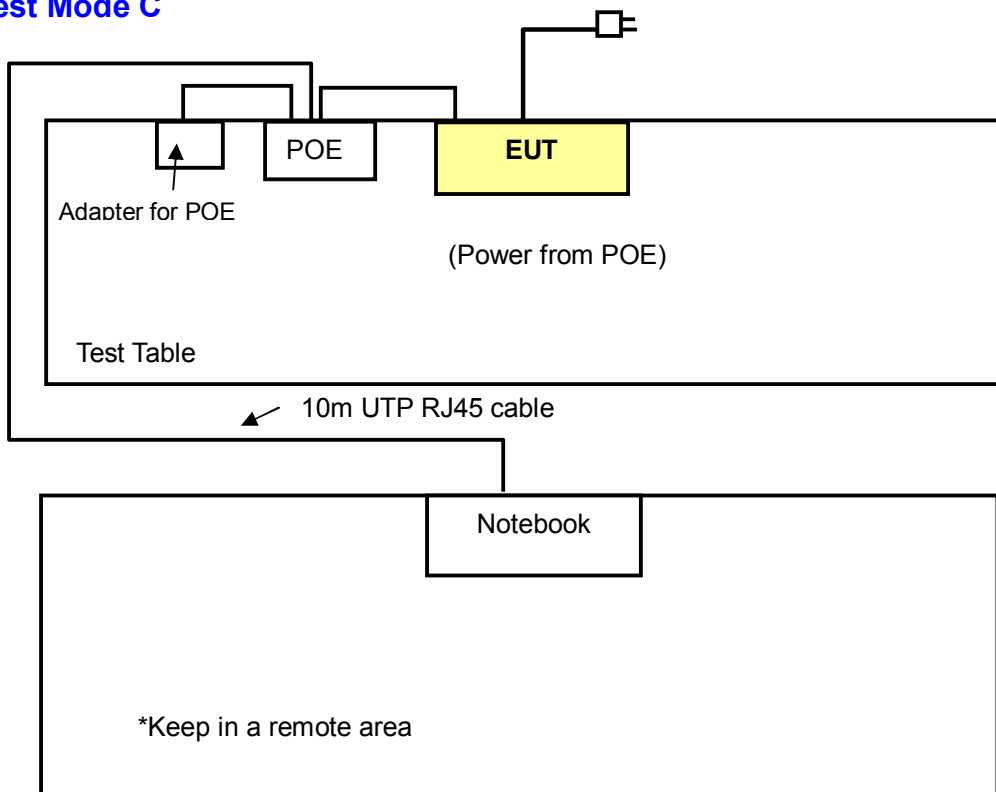 est Mode C
POE
EUT
Adapter for POE
(Power from POE)
Test Table
10m UTP RJ45 cable
Notebook
*Keep in a remote area